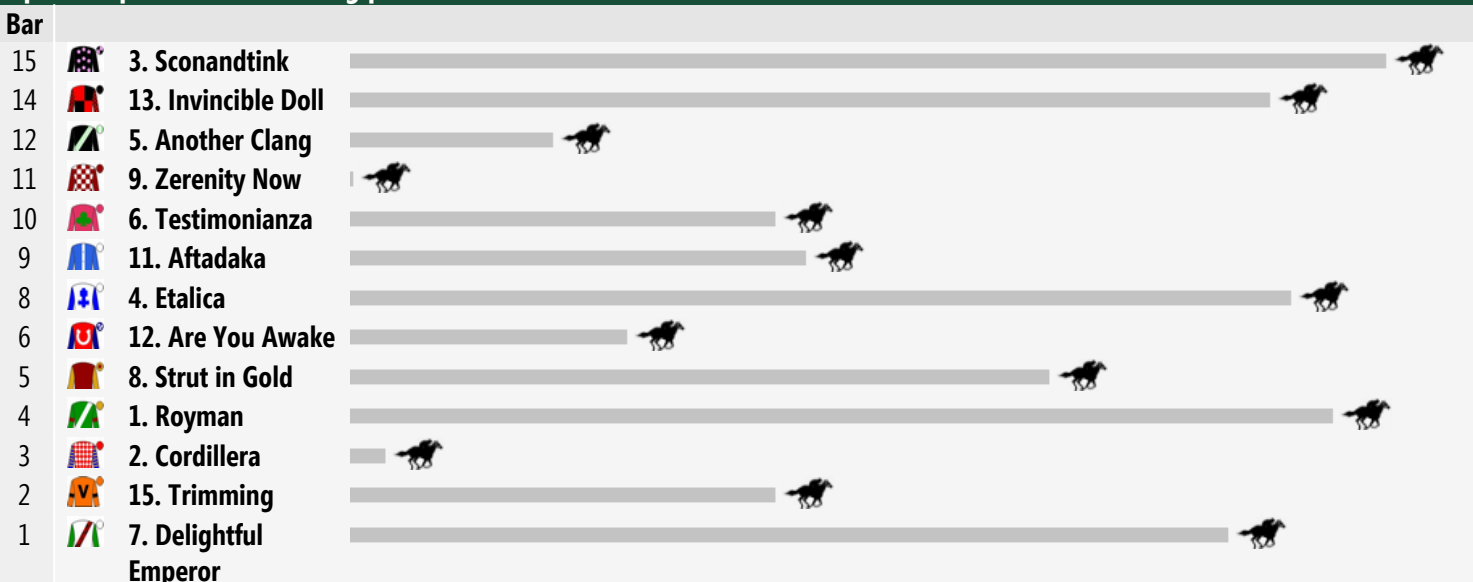 Bar
15 3. Sconandtink
14 13. Invincible Doll
12 5. Another Clang
11 9. Zerenity Now
10 6. Testimonianza
9 11. Aftadaka
8 4. Etalica
6 12. Are You Awake
5 8. Strut in Gold
4 1. Royman
3 2. Cordillera
2 V 15. Trimming
1 7. Delightful
Emperor